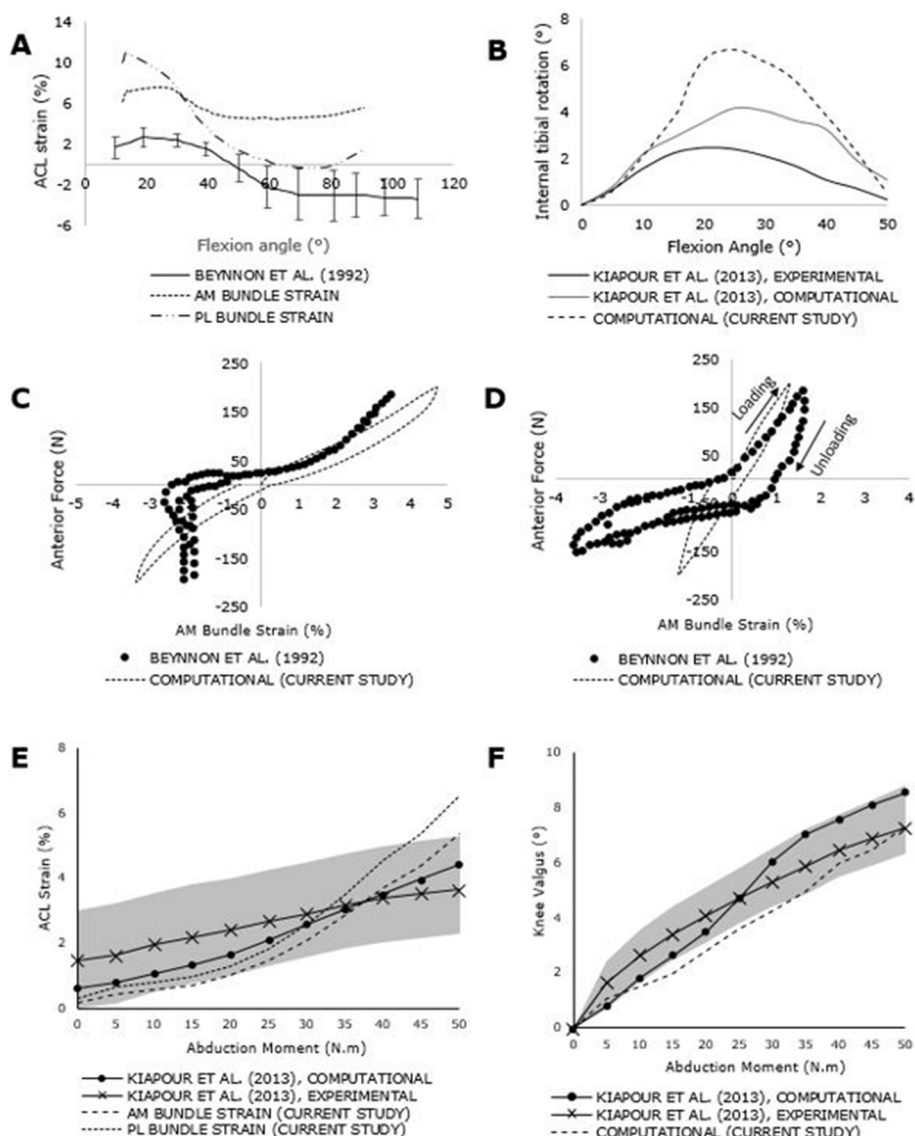 A
14
10
6
2
-2
-6
ACL strain (%)
0 20 40 60 80 100 120
Flexion angle (°)
BEYNNON ET AL. (1992)
AM BUNDLE STRAIN
PL BUNDLE STRAIN
B
8
6
4
2
0
Internal tibial rotation (°)
0 10 20 30 40 50
Flexion Angle (°)
KIAPOUR ET AL. (2013), EXPERIMENTAL
KIAPOUR ET AL. (2013), COMPUTATIONAL
COMPUTATIONAL (CURRENT STUDY)
C
250
150
50
-50
-150
-250
Anterior Force (N)
-5 -4 -3 -2 -1 0 1 2 3 4 5
AM Bundle Strain (%)
BEYNNON ET AL. (1992)
COMPUTATIONAL (CURRENT STUDY)
D
250
150
50
-50
-150
-250
Anterior Force (N)
Loading
Unloading
-4 -3 -2 -1 0 1 2 3 4
AM Bundle Strain (%)
BEYNNON ET AL. (1992)
COMPUTATIONAL (CURRENT STUDY)
E
8
6
4
2
0
ACL Strain (%)
0 5 10 15 20 25 30 35 40 45 50
Abduction Moment (N.m)
KIAPOUR ET AL. (2013), COMPUTATIONAL
KIAPOUR ET AL. (2013), EXPERIMENTAL
AM BUNDLE STRAIN (CURRENT STUDY)
PL BUNDLE STRAIN (CURRENT STUDY)
F
10
8
6
4
2
0
Knee Valgus (°)
0 5 10 15 20 25 30 35 40 45 50
Abduction Moment (N.m)
KIAPOUR ET AL. (2013), COMPUTATIONAL
KIAPOUR ET AL. (2013), EXPERIMENTAL
COMPUTATIONAL (CURRENT STUDY)